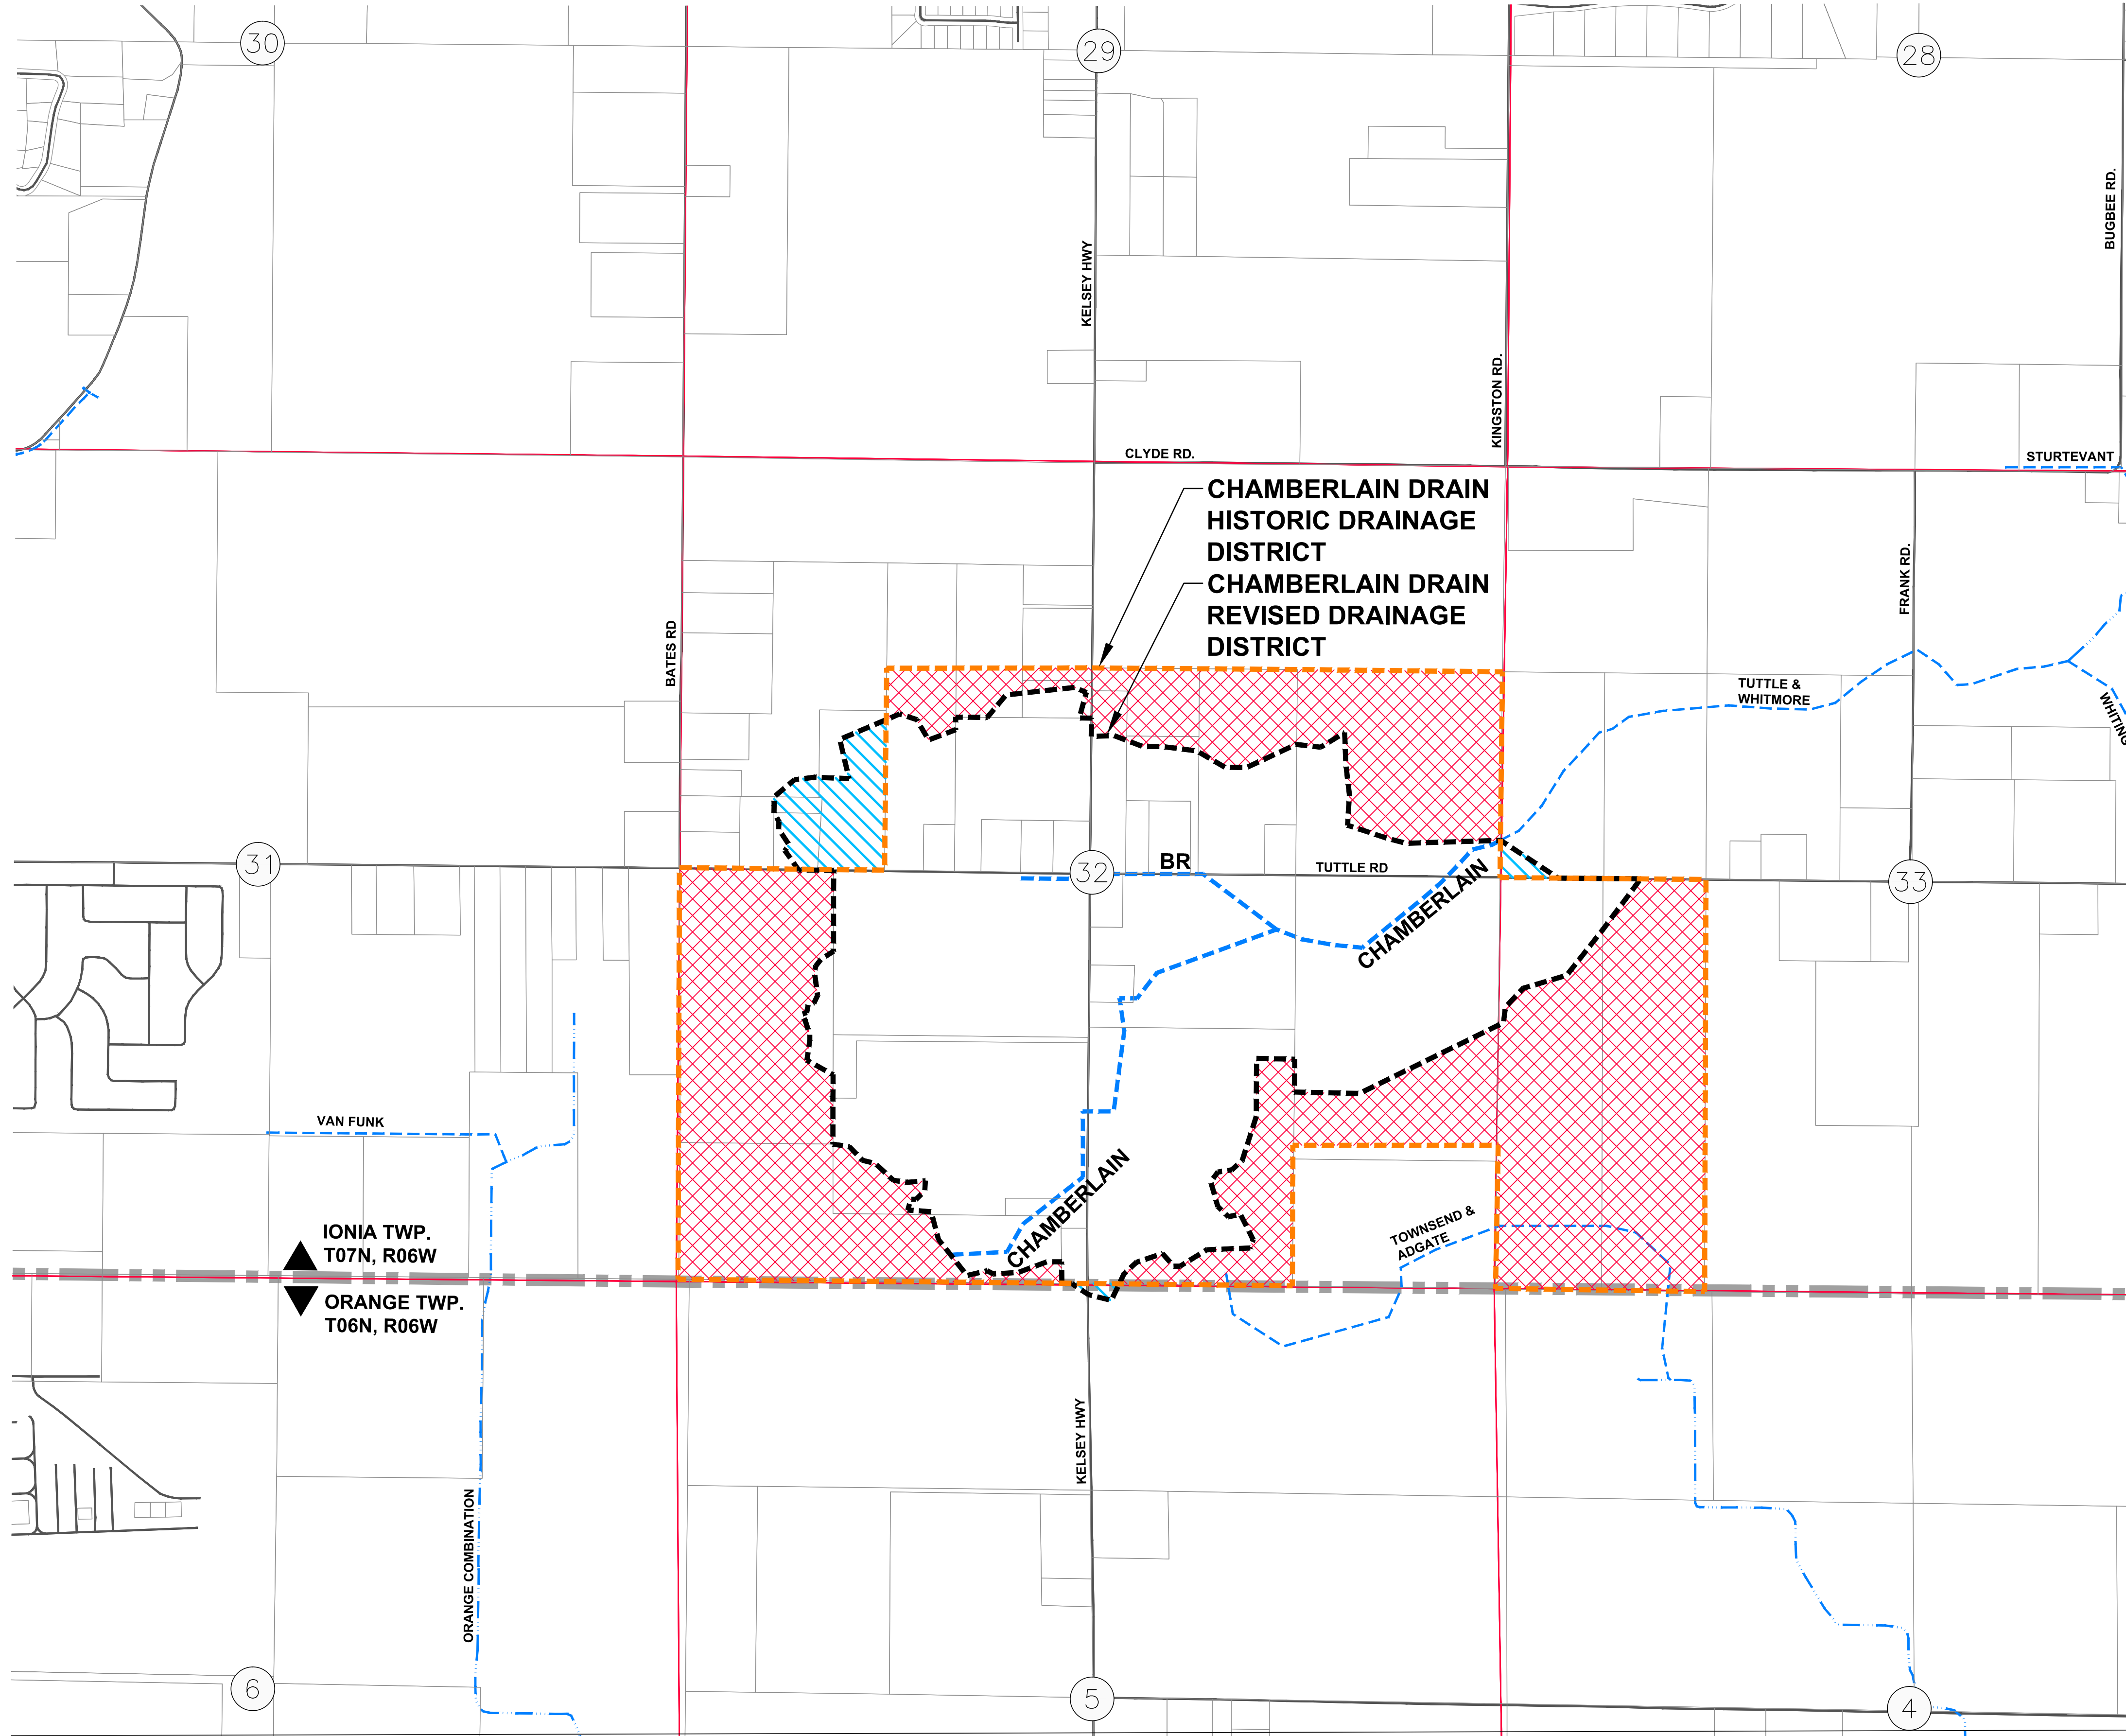 30
29
28
BUGBEE RD.
KELSEY HWY
KINGSTON RD.
CLYDE RD.
STURTEVANT
CHAMBERLAIN DRAIN
HISTORIC DRAINAGE
DISTRICT
CHAMBERLAIN DRAIN
REVISED DRAINAGE
DISTRICT
FRANK RD.
BATES RD
TUTTLE &
WHITMORE
WHITING
31
32
BR
TUTTLE RD
CHAMBERLAIN
33
VAN FUNK
CHAMBERLAIN
TOWNSEND &
ADGATE
IONIA TWP.
T07N, R06W
ORANGE TWP.
T06N, R06W
KELSEY HWY
ORANGE COMBINATION
6
5
4